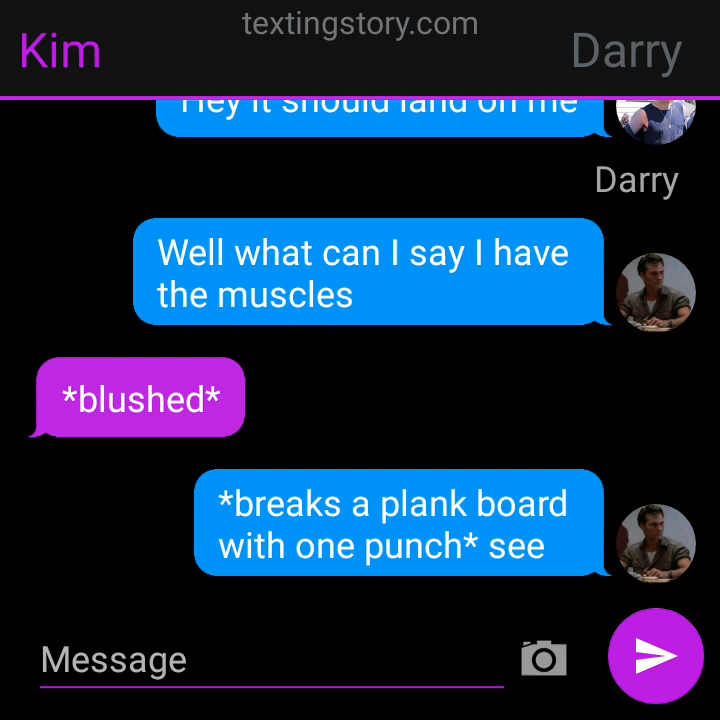 textingstory.com
Kim
Darry
Hey it should land on me
Darry
Well what can I say I have
the muscles
*blushed*
*breaks a plank board
with one punch* see
Message